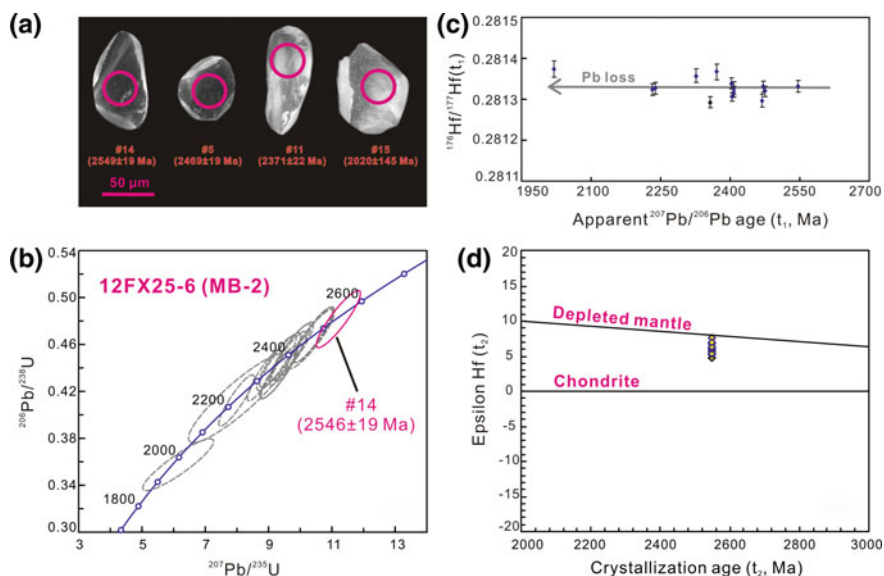 (a)
#14
(2549±19 Ma)
#5
(2469±19 Ma)
#11
(2371±22 Ma)
#15
(2020±145 Ma)
50 μm
(c)
0.2815
0.2814
0.2813
0.2812
0.2811
¹⁷⁶Hf/¹⁷⁷Hf(t₁)
Pb loss
1950 2100 2250 2400 2550 2700
Apparent ²⁰⁷Pb/²⁰⁶Pb age (t₁, Ma)
(b)
0.54
0.50
0.46
0.42
0.38
0.34
0.30
²⁰⁶Pb/²³⁸U
12FX25-6 (MB-2)
2600
2400
2200
2000
1800
#14
(2546±19 Ma)
3 5 7 9 11 13
²⁰⁷Pb/²³⁵U
(d)
20
15
10
5
0
-5
-10
-15
-20
Epsilon Hf (t₂)
Depleted mantle
Chondrite
2000 2200 2400 2600 2800 3000
Crystallization age (t₂, Ma)